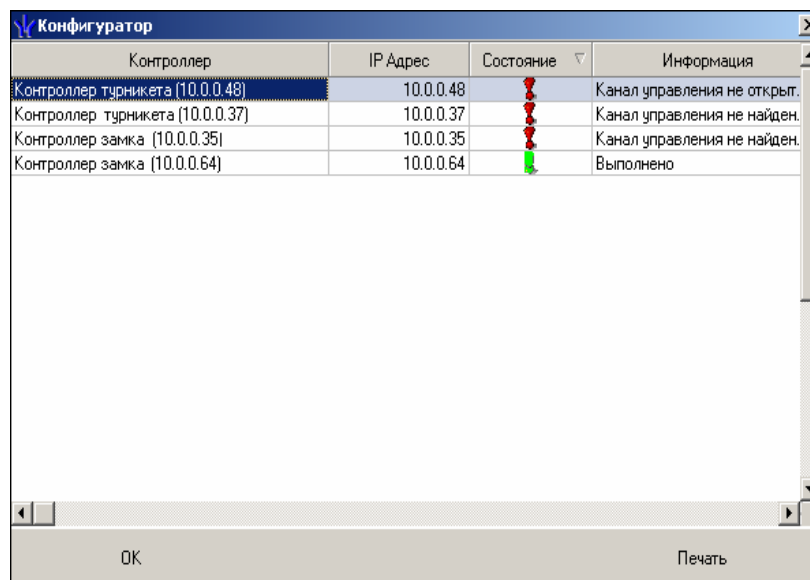 Конфигуратор
Контроллер IP Адрес Состояние Информация
Контроллер турникета (10.0.0.48) 10.0.0.48 Канал управления не открыт.
Контроллер турникета (10.0.0.37) 10.0.0.37 Канал управления не найден.
Контроллер замка (10.0.0.35) 10.0.0.35 Канал управления не найден.
Контроллер замка (10.0.0.64) 10.0.0.64 Выполнено
OK Печать